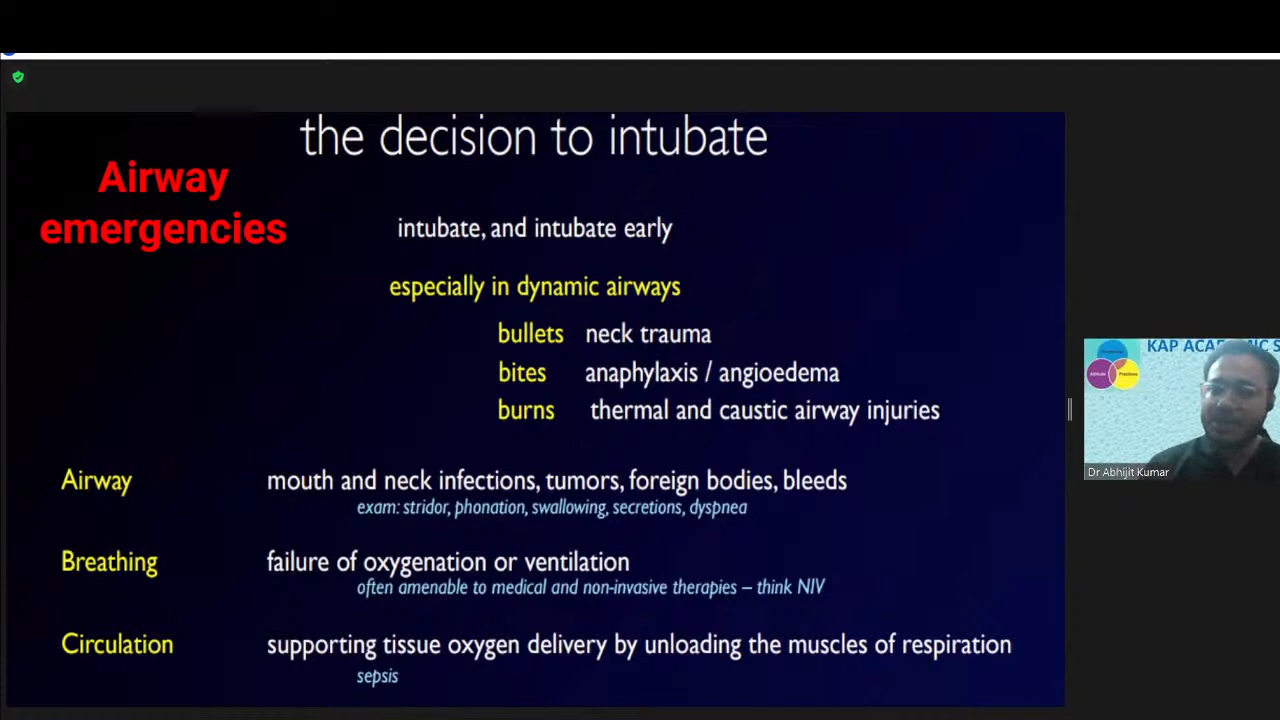 the decision to intubate
Airway
emergencies
intubate, and intubate early
especially in dynamic airways
bullets neck trauma
bites anaphylaxis / angioedema
burns thermal and caustic airway injuries
Airway mouth and neck infections, tumors, foreign bodies, bleeds
exam: stridor, phonation, swallowing, secretions, dyspnea
Breathing failure of oxygenation or ventilation
often amenable to medical and non-invasive therapies – think NIV
Circulation supporting tissue oxygen delivery by unloading the muscles of respiration
sepsis
KAP ACADEMIC S
Attitude Practices
Dr Abhijit Kumar